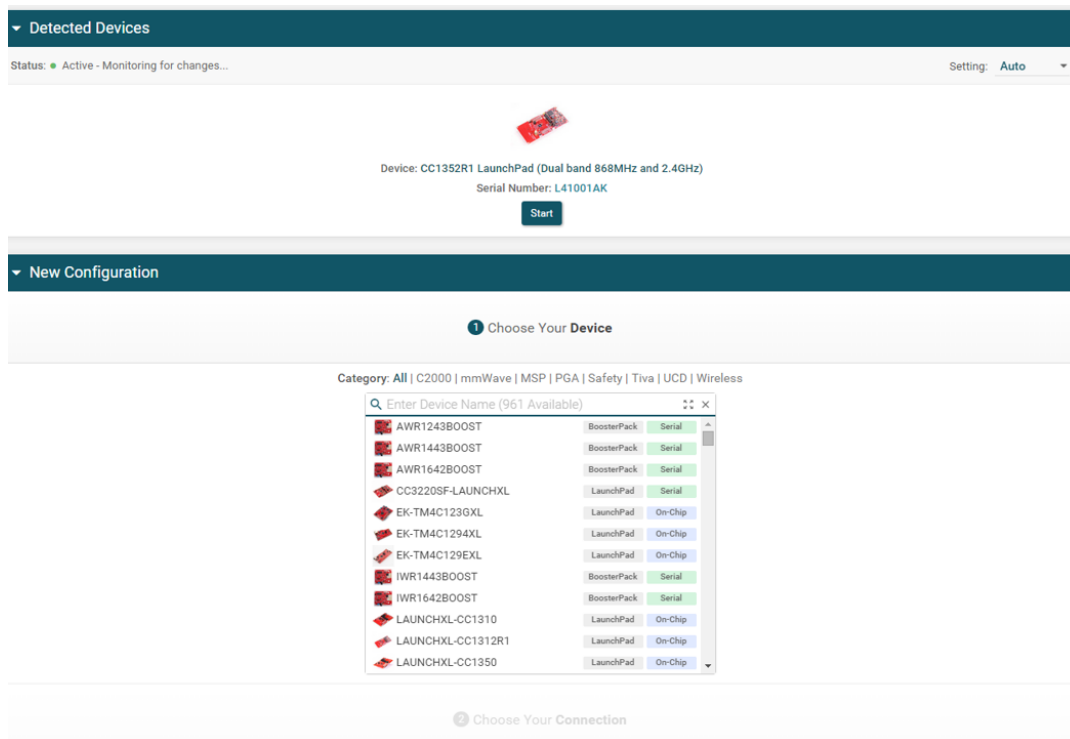 Detected Devices
Status: ● Active - Monitoring for changes... Setting: Auto
Device: CC1352R1 LaunchPad (Dual band 868MHz and 2.4GHz)
Serial Number: L41001AK
Start
New Configuration
1 Choose Your Device
Category: All | C2000 | mmWave | MSP | PGA | Safety | Tiva | UCD | Wireless
Enter Device Name (961 Available)
AWR1243BOOST BoosterPack Serial
AWR1443BOOST BoosterPack Serial
AWR1642BOOST BoosterPack Serial
CC3220SF-LAUNCHXL LaunchPad Serial
EK-TM4C123GXL LaunchPad On-Chip
EK-TM4C1294XL LaunchPad On-Chip
EK-TM4C129EXL LaunchPad On-Chip
IWR1443BOOST BoosterPack Serial
IWR1642BOOST BoosterPack Serial
LAUNCHXL-CC1310 LaunchPad On-Chip
LAUNCHXL-CC1312R1 LaunchPad On-Chip
LAUNCHXL-CC1350 LaunchPad On-Chip
2 Choose Your Connection